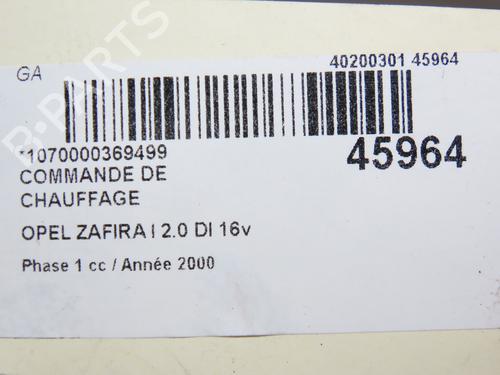 GA
40200301 45964
*1070000369499
45964
COMMANDE DE
CHAUFFAGE
OPEL ZAFIRA I 2.0 DI 16v
Phase 1 cc / Année 2000
B-PARTS